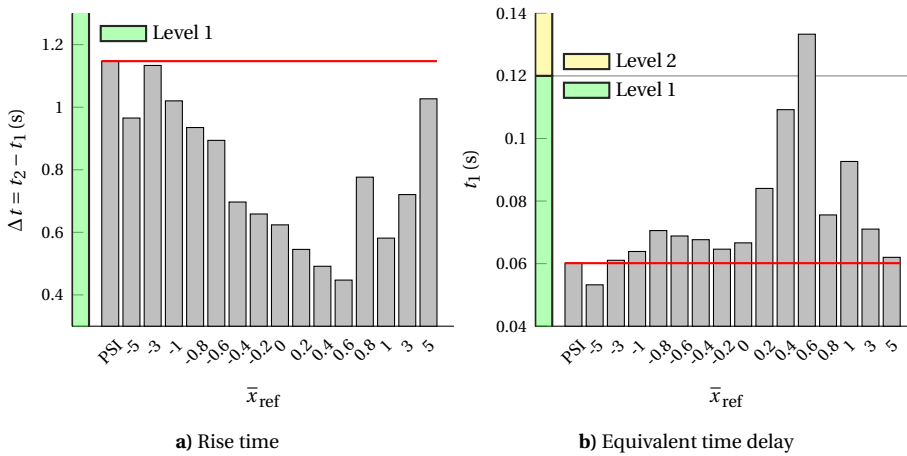 Level 1
1.2
1
0.8
0.6
0.4
Δt = t₂ − t₁ (s)
PSI -5 -3 -1 -0.8 -0.6 -0.4 -0.2 0 0.2 0.4 0.6 0.8 1 3 5
x̅ref
a) Rise time
0.14
0.12
0.1
0.08
0.06
0.04
Level 2
Level 1
t₁ (s)
PSI -5 -3 -1 -0.8 -0.6 -0.4 -0.2 0 0.2 0.4 0.6 0.8 1 3 5
x̅ref
b) Equivalent time delay